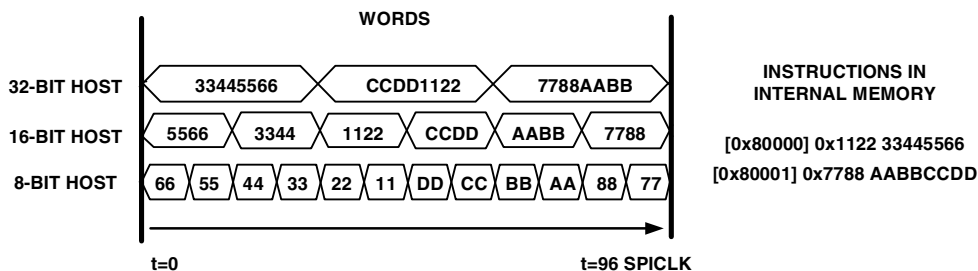 WORDS
32-BIT HOST 33445566 CCDD1122 7788AABB
16-BIT HOST 5566 3344 1122 CCDD AABB 7788
8-BIT HOST 66 55 44 33 22 11 DD CC BB AA 88 77
t=0 t=96 SPICLK
INSTRUCTIONS IN
INTERNAL MEMORY
[0x80000] 0x1122 33445566
[0x80001] 0x7788 AABBCCDD